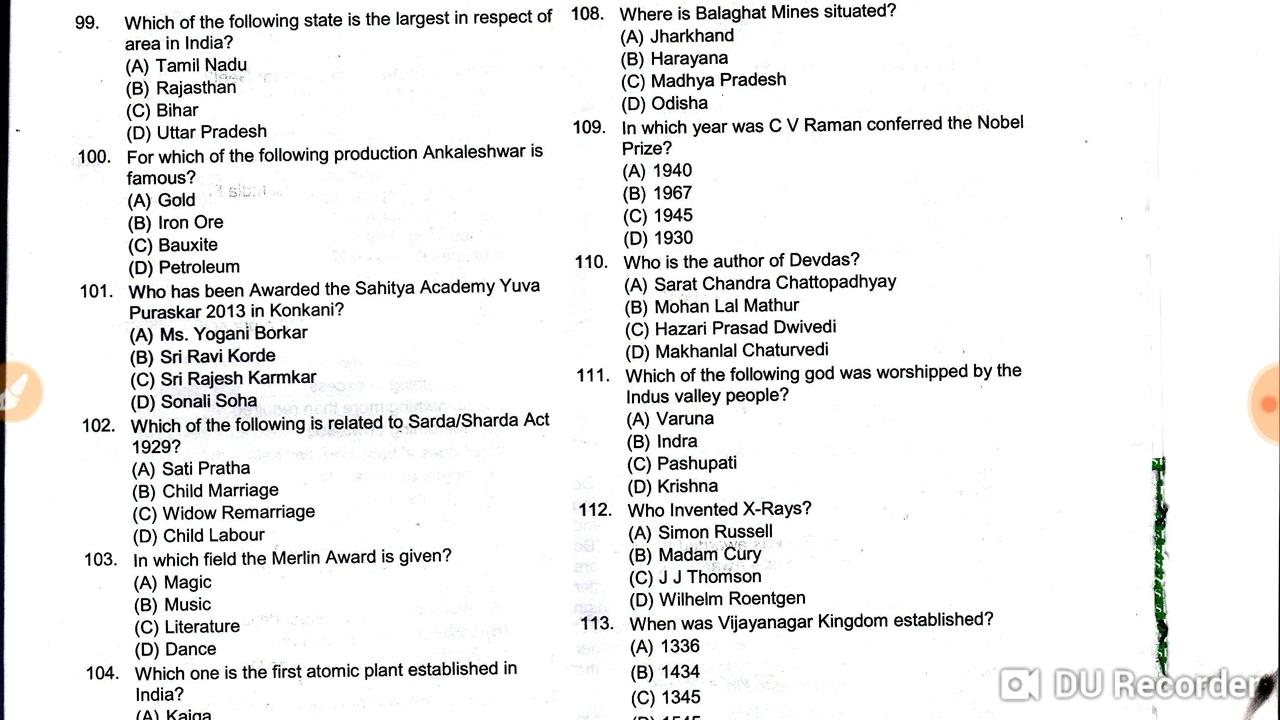 99. Which of the following state is the largest in respect of
area in India?
(A) Tamil Nadu
(B) Rajasthan
(C) Bihar
(D) Uttar Pradesh
100. For which of the following production Ankaleshwar is
famous?
(A) Gold
(B) Iron Ore
(C) Bauxite
(D) Petroleum
101. Who has been Awarded the Sahitya Academy Yuva
Puraskar 2013 in Konkani?
(A) Ms. Yogani Borkar
(B) Sri Ravi Korde
(C) Sri Rajesh Karmkar
(D) Sonali Soha
102. Which of the following is related to Sarda/Sharda Act
1929?
(A) Sati Pratha
(B) Child Marriage
(C) Widow Remarriage
(D) Child Labour
103. In which field the Merlin Award is given?
(A) Magic
(B) Music
(C) Literature
(D) Dance
104. Which one is the first atomic plant established in
India?
(A) Kaiga
108. Where is Balaghat Mines situated?
(A) Jharkhand
(B) Harayana
(C) Madhya Pradesh
(D) Odisha
109. In which year was C V Raman conferred the Nobel
Prize?
(A) 1940
(B) 1967
(C) 1945
(D) 1930
110. Who is the author of Devdas?
(A) Sarat Chandra Chattopadhyay
(B) Mohan Lal Mathur
(C) Hazari Prasad Dwivedi
(D) Makhanlal Chaturvedi
111. Which of the following god was worshipped by the
Indus valley people?
(A) Varuna
(B) Indra
(C) Pashupati
(D) Krishna
112. Who Invented X-Rays?
(A) Simon Russell
(B) Madam Cury
(C) J J Thomson
(D) Wilhelm Roentgen
113. When was Vijayanagar Kingdom established?
(A) 1336
(B) 1434
(C) 1345
(D) 1545
DU Recorder